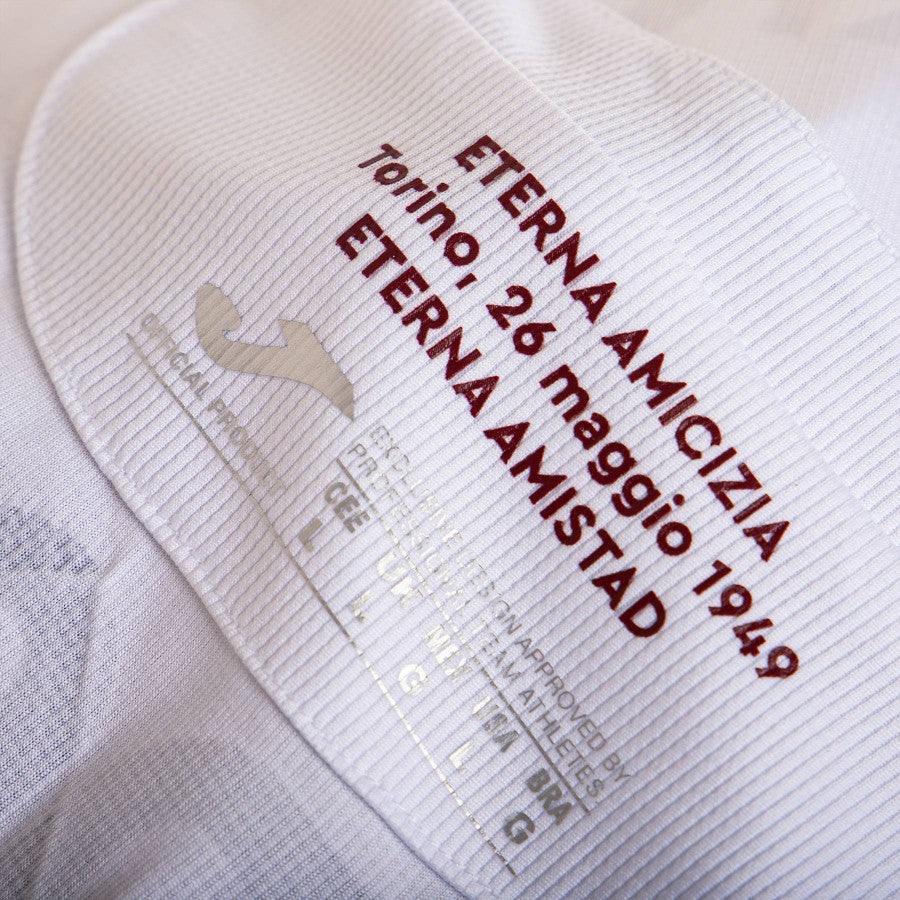 ETERNA AMICIZIA
Torino, 26 maggio 1949
ETERNA AMISTAD
EXCLUSIVE DESIGN APPROVED BY
PROFESSIONAL TEAM ATHLETES.
OFFICIAL PRODUCT
CEE UK MEX USA BRA
L L G L G